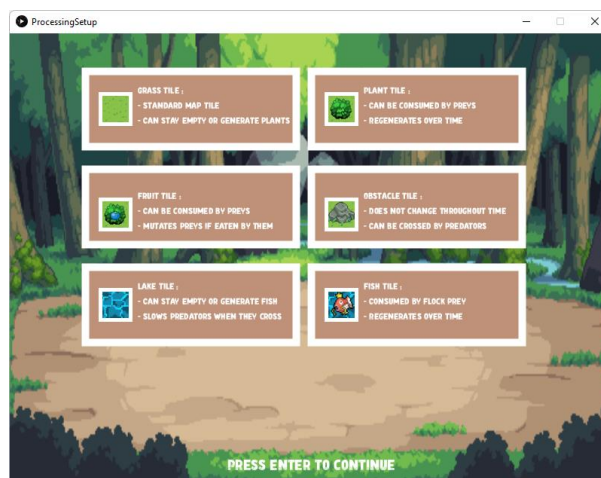 ProcessingSetup
GRASS TILE :
- STANDARD MAP TILE
- CAN STAY EMPTY OR GENERATE PLANTS
PLANT TILE :
- CAN BE CONSUMED BY PREYS
- REGENERATES OVER TIME
FRUIT TILE :
- CAN BE CONSUMED BY PREYS
- MUTATES PREYS IF EATEN BY THEM
OBSTACLE TILE :
- DOES NOT CHANGE THROUGHOUT TIME
- CAN BE CROSSED BY PREDATORS
LAKE TILE :
- CAN STAY EMPTY OR GENERATE FISH
- SLOWS PREDATORS WHEN THEY CROSS
FISH TILE :
- CONSUMED BY FLOCK PREY
- REGENERATES OVER TIME
PRESS ENTER TO CONTINUE